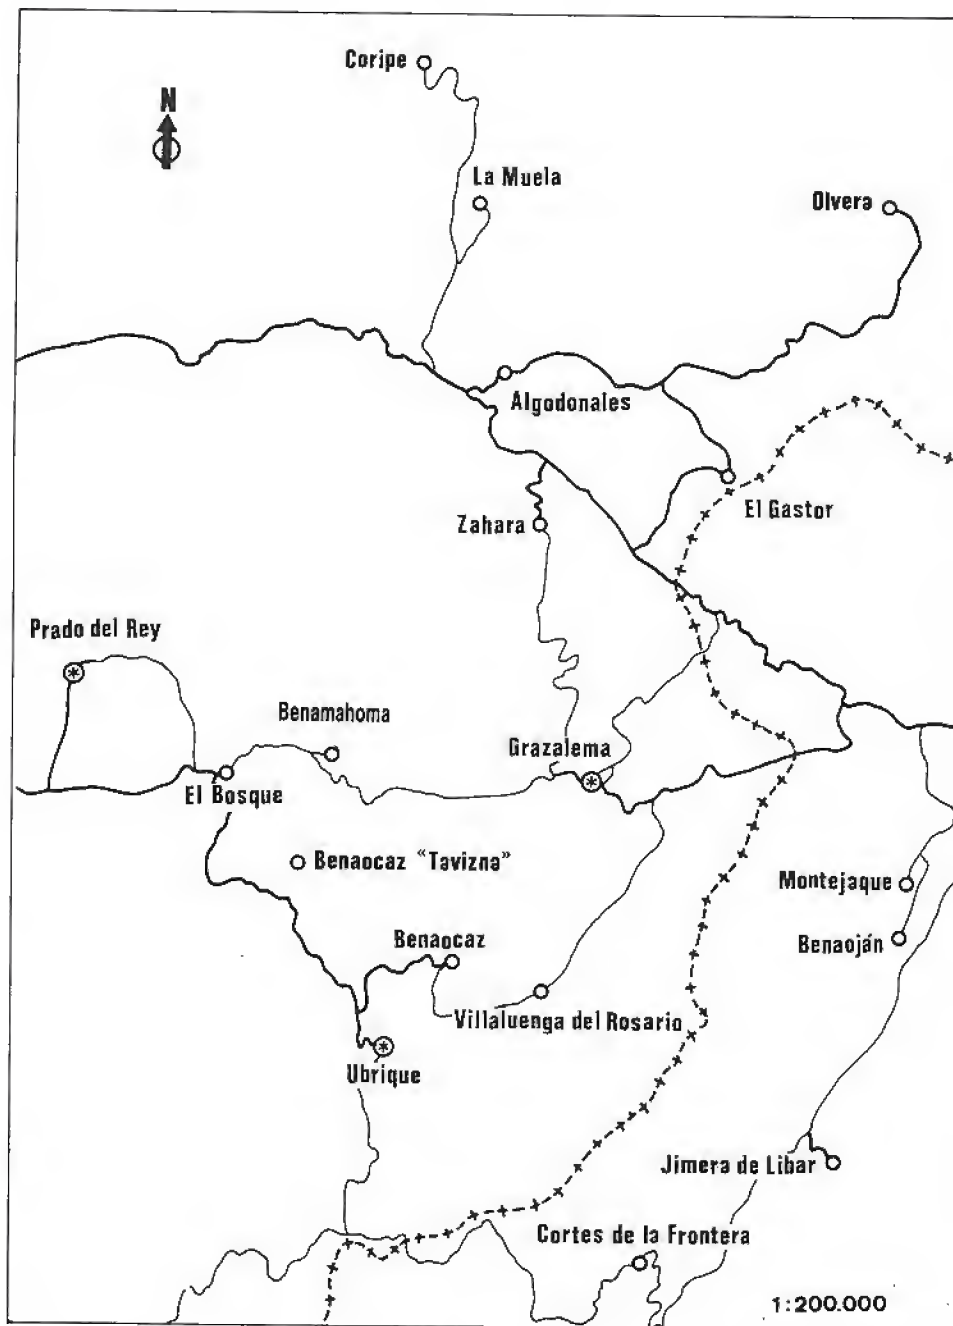 Coripe
N
La Muela
Olvera
Algodonales
El Gastor
Zahara
Prado del Rey
Benamahoma
Grazalema
El Bosque
Benaocaz “Tavizna”
Montejaque
Benaocaz
Benaoján
Villaluenga del Rosario
Ubrique
Jimera de Libar
Cortes de la Frontera
1:200.000